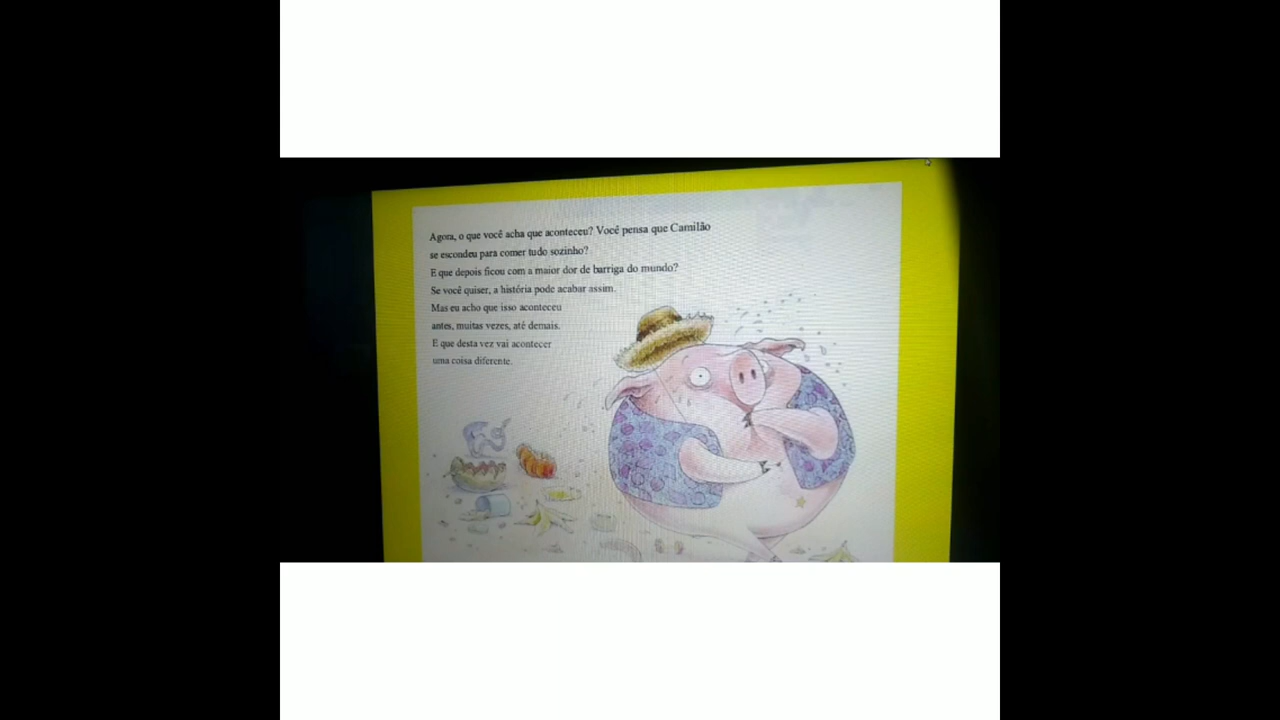 Agora, o que você acha que aconteceu? Você pensa que Camilão
se escondeu para comer tudo sozinho?
E que depois ficou com a maior dor de barriga do mundo?
Se você quiser, a história pode acabar assim.
Mas eu acho que isso aconteceu
antes, muitas vezes, até demais.
E que desta vez vai acontecer
uma coisa diferente.